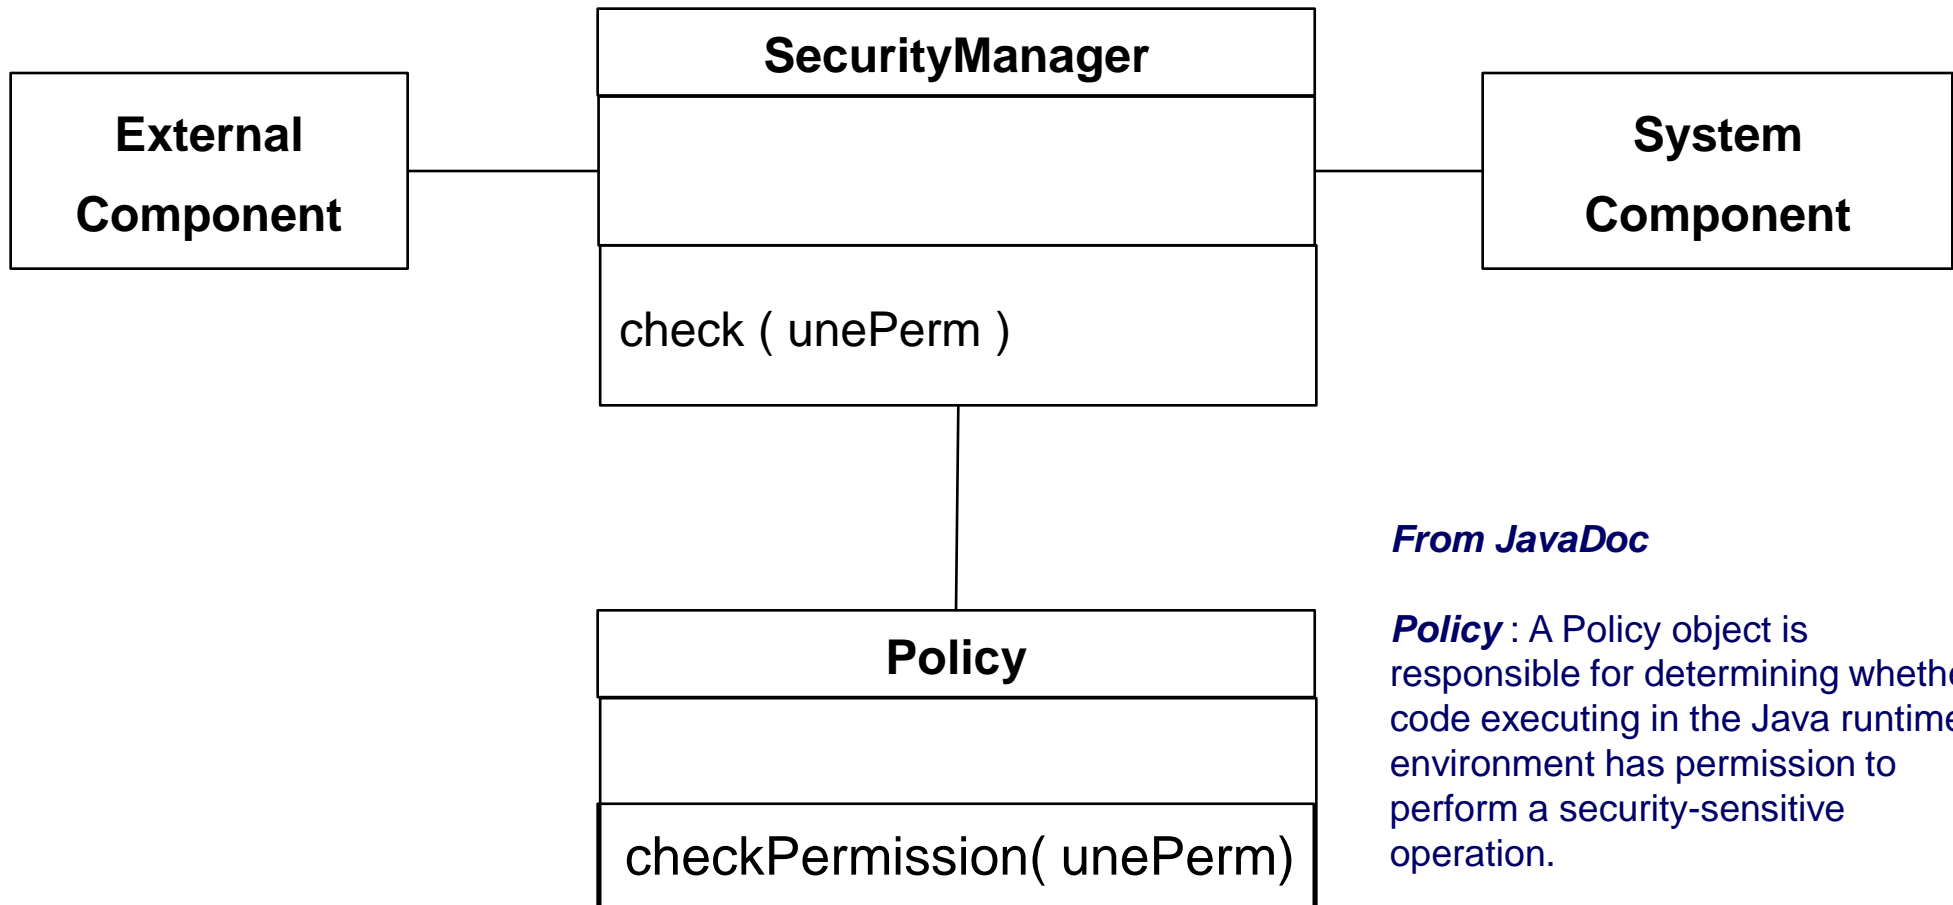 SecurityManager
External
Component
System
Component
check ( unePerm )
From JavaDoc
Policy
Policy : A Policy object is
responsible for determining whethe
code executing in the Java runtime
environment has permission to
perform a security-sensitive
operation.
checkPermission( unePerm)